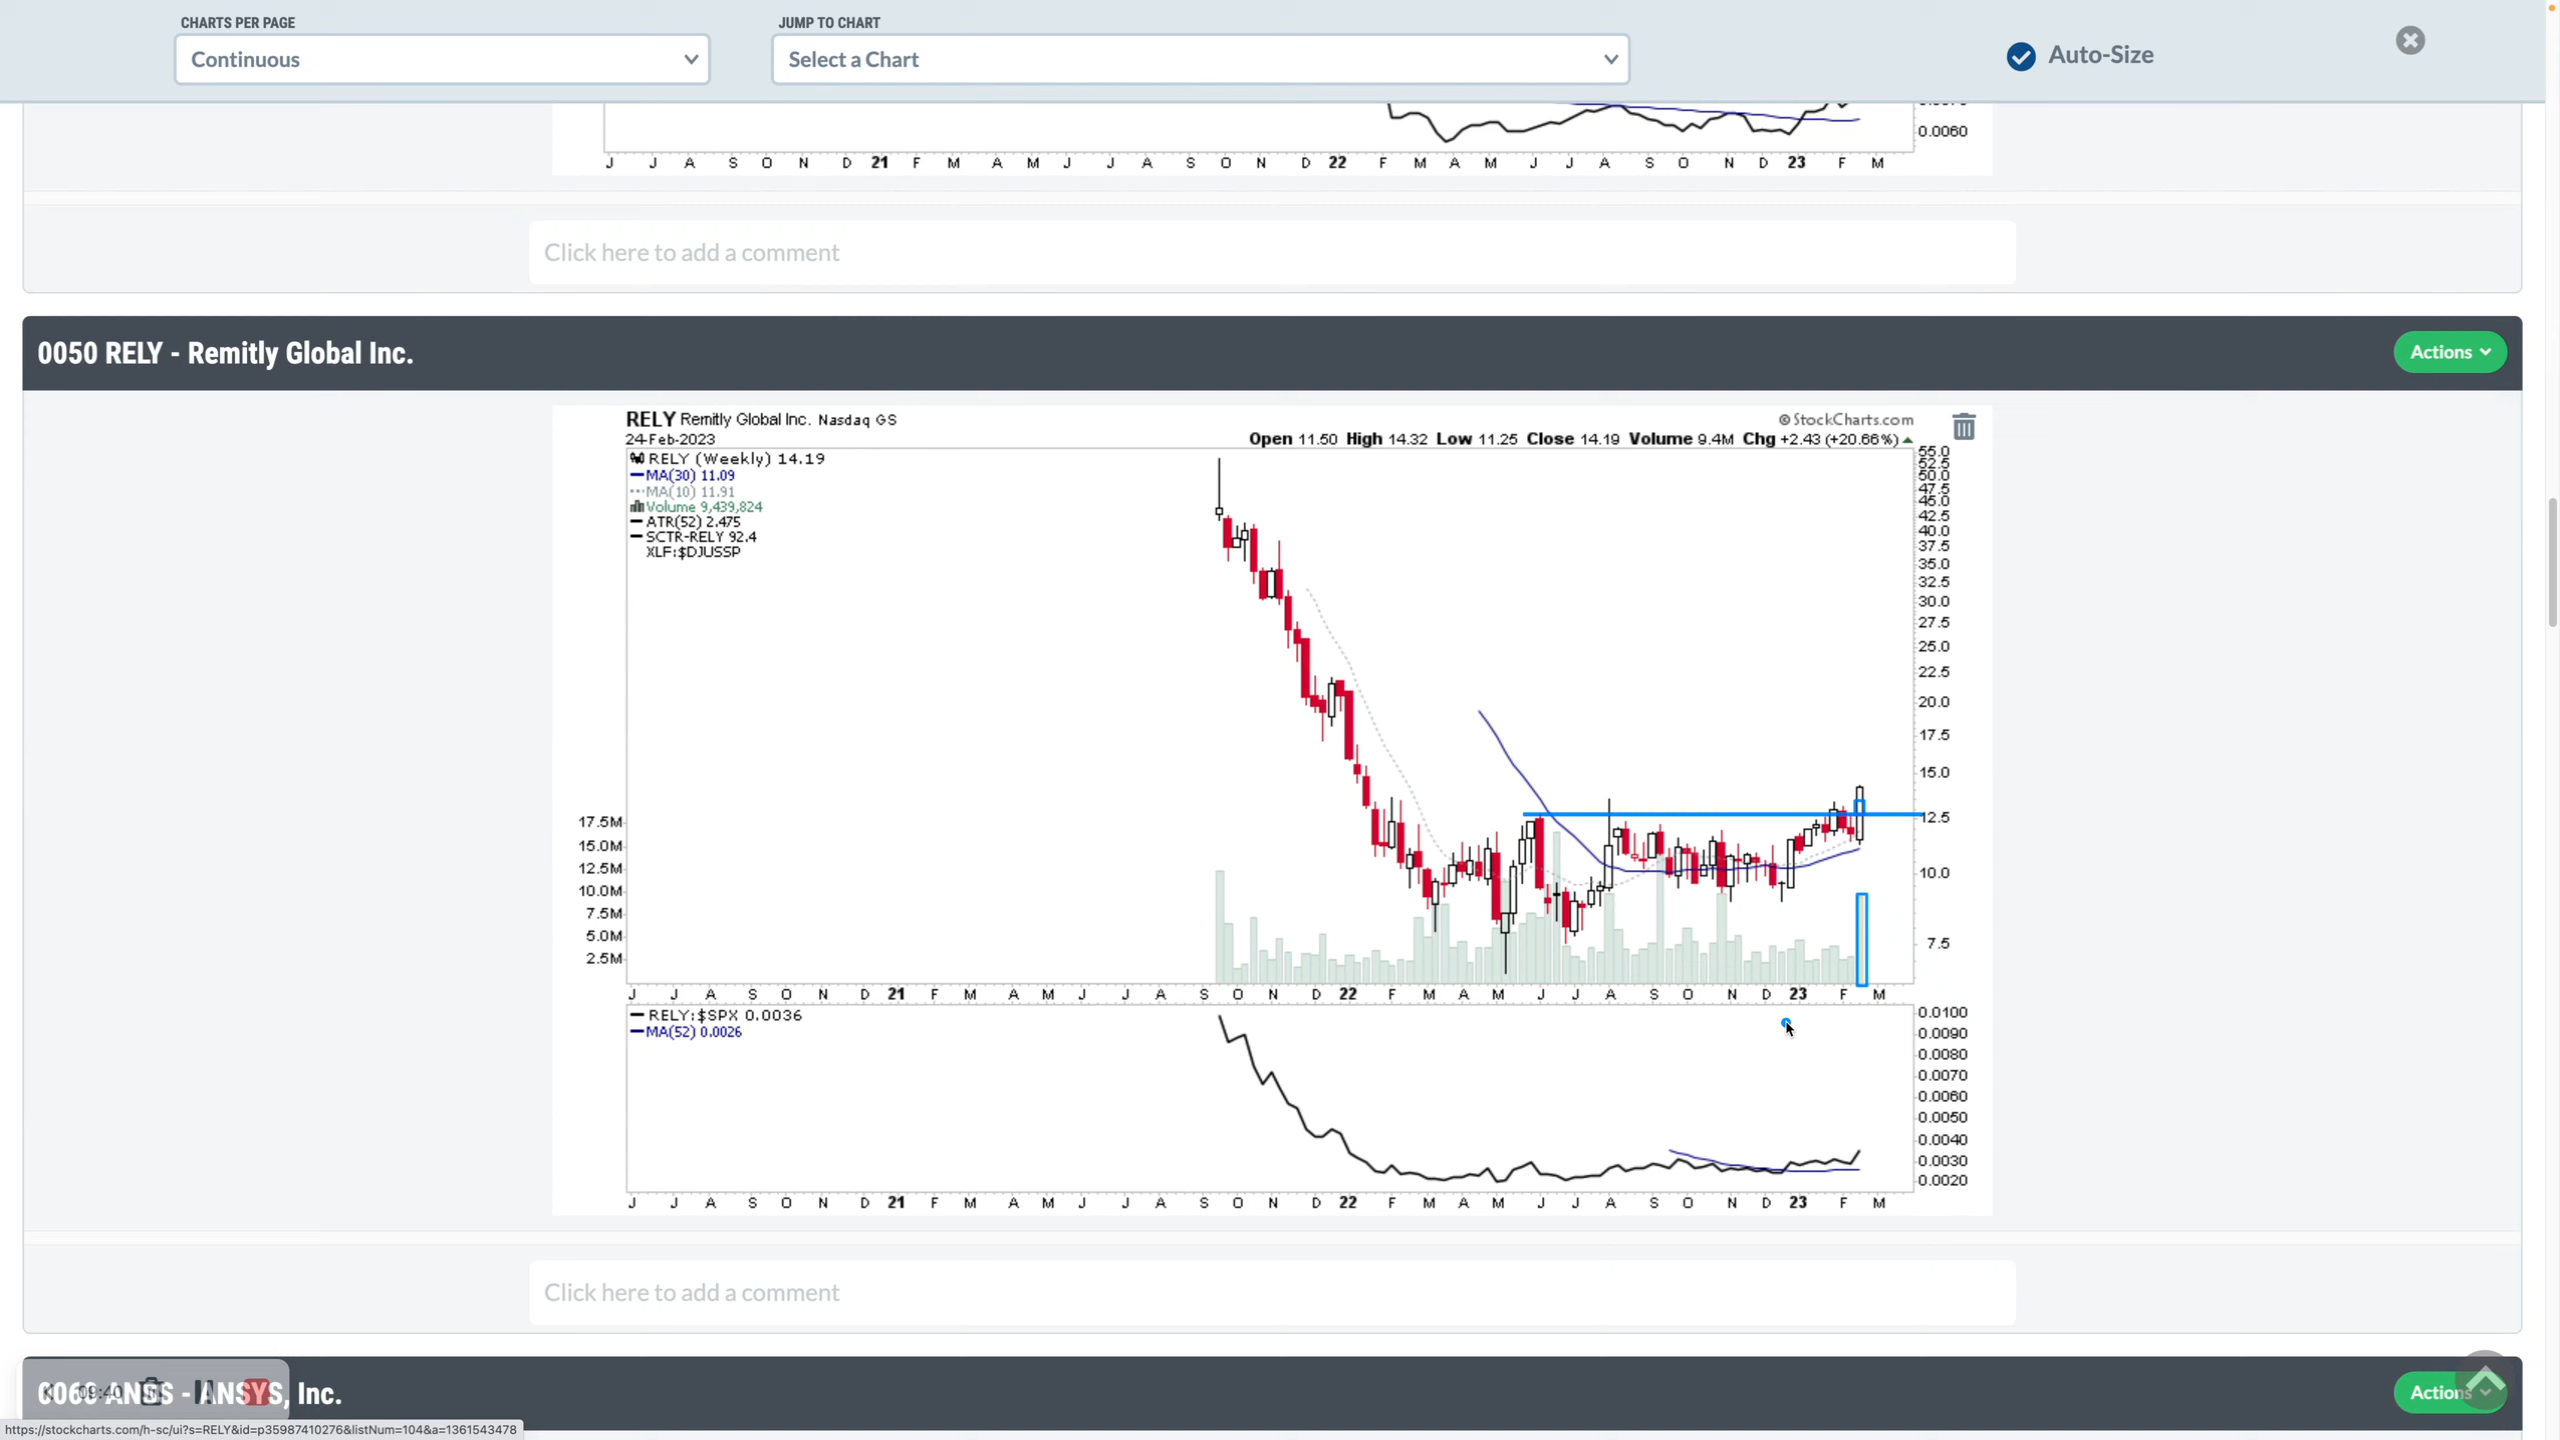 CHARTS PER PAGE
JUMP TO CHART
Continuous
Select a Chart
Auto-Size
0.0060
J J A S O N D 21 F M A M J J A S O N D 22 F M A M J J A S O N D 23 F M
Click here to add a comment
0050 RELY - Remitly Global Inc.
Actions
RELY Remitly Global Inc. Nasdaq GS
© StockCharts.com
24-Feb-2023
Open 11.50 High 14.32 Low 11.25 Close 14.19 Volume 9.4M Chg +2.43 (+20.66%)
RELY (Weekly) 14.19
MA(30) 11.09
MA(10) 11.91
Volume 9,439,824
ATR(52) 2.475
SCTR-RELY 92.4
XLF:$DJUSSP
55.0
52.5
50.0
47.5
45.0
42.5
40.0
37.5
35.0
32.5
30.0
27.5
25.0
22.5
20.0
17.5
15.0
12.5
10.0
7.5
17.5M
15.0M
12.5M
10.0M
7.5M
5.0M
2.5M
J J A S O N D 21 F M A M J J A S O N D 22 F M A M J J A S O N D 23 F M
RELY:$SPX 0.0036
MA(52) 0.0026
0.0100
0.0090
0.0080
0.0070
0.0060
0.0050
0.0040
0.0030
0.0020
J J A S O N D 21 F M A M J J A S O N D 22 F M A M J J A S O N D 23 F M
Click here to add a comment
0060 ANSS - ANSYS, Inc.
09:40
Actions
https://stockcharts.com/h-sc/ui?s=RELY&id=p35987410276&listNum=104&a=1361543478